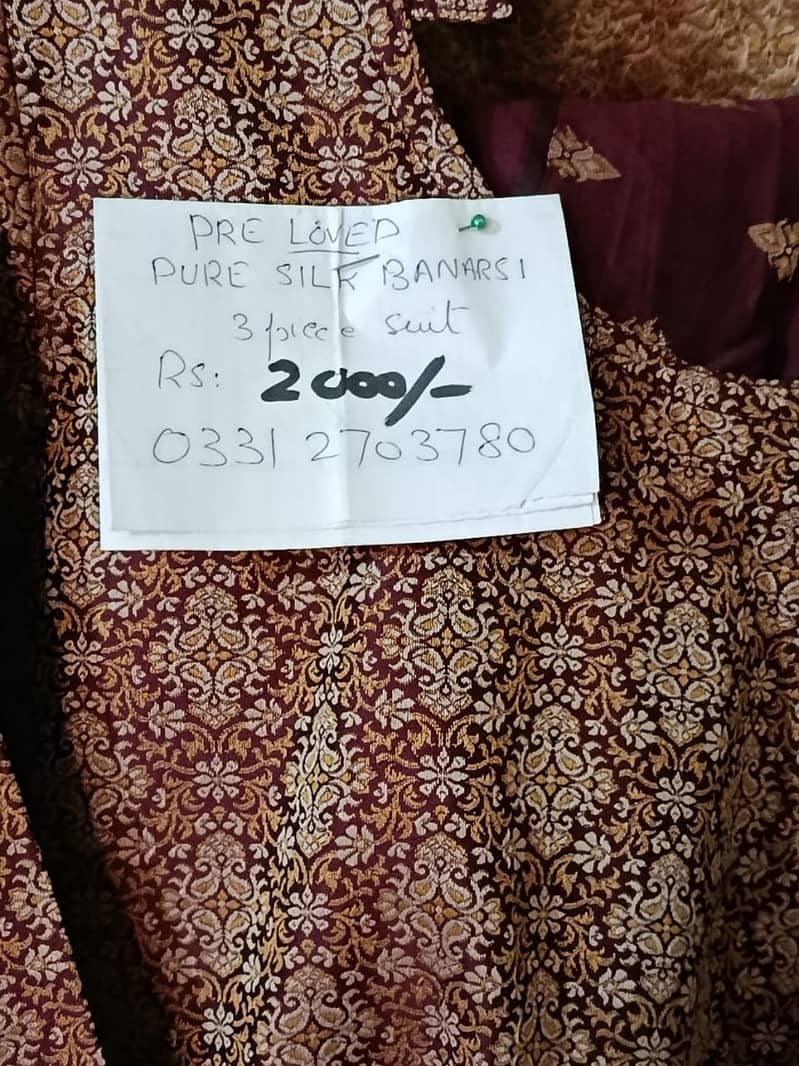 PRE LOVED
PURE SILK BANARSI
3 piece suit
Rs: 2000/-
0331 2703780